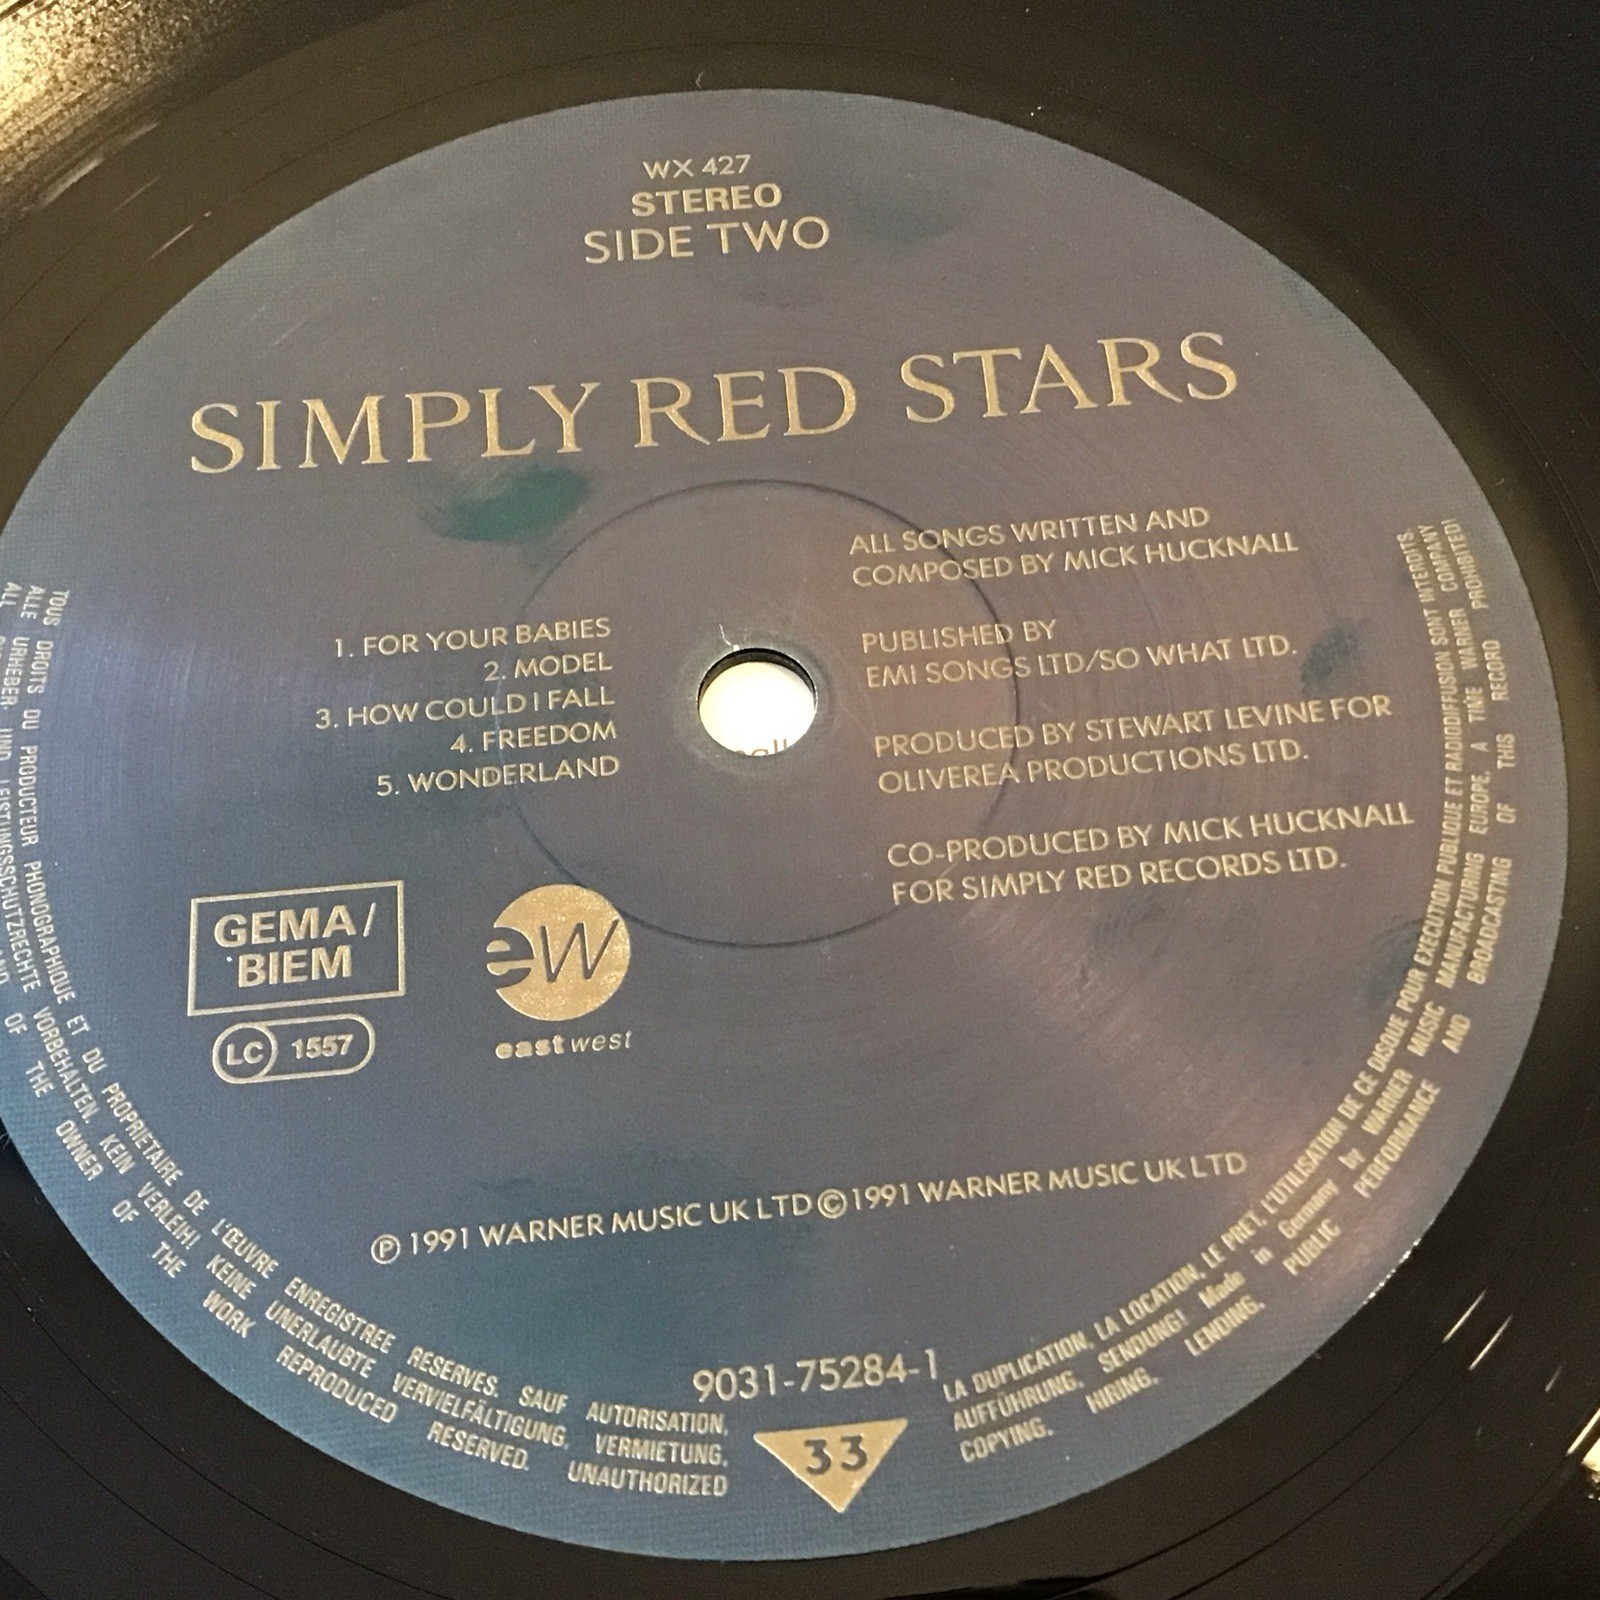 WX 427
STEREO
SIDE TWO
SIMPLY RED STARS
ALL SONGS WRITTEN AND
COMPOSED BY MICK HUCKNALL
1. FOR YOUR BABIES
2. MODEL
3. HOW COULD I FALL
4. FREEDOM
5. WONDERLAND
PUBLISHED BY
EMI SONGS LTD/SO WHAT LTD.
PRODUCED BY STEWART LEVINE FOR
OLIVEREA PRODUCTIONS LTD.
CO-PRODUCED BY MICK HUCKNALL
FOR SIMPLY RED RECORDS LTD.
GEMA/
BIEM
LC 1557
ew
eastwest
℗ 1991 WARNER MUSIC UK LTD © 1991 WARNER MUSIC UK LTD
9031-75284-1
33
TOUS DROITS DU PRODUCTEUR PHONOGRAPHIQUE ET DU PROPRIETAIRE DE L'ŒUVRE ENREGISTREE RESERVES. SAUF AUTORISATION, LA DUPLICATION, LA LOCATION, LE PRET, L'UTILISATION DE CE DISQUE POUR EXECUTION PUBLIQUE ET RADIODIFFUSION SONT INTERDITS.
ALLE URHEBER- UND LEISTUNGSSCHUTZRECHTE VORBEHALTEN. KEIN VERLEIH! KEINE UNERLAUBTE VERVIELFÄLTIGUNG, VERMIETUNG, AUFFÜHRUNG, SENDUNG! Made in Germany by WARNER MUSIC MANUFACTURING EUROPE. A TIME WARNER COMPANY
ALL OF THE OWNER OF THE WORK REPRODUCED RESERVED. UNAUTHORIZED COPYING, HIRING, LENDING, PUBLIC PERFORMANCE AND BROADCASTING OF THIS RECORD PROHIBITED!